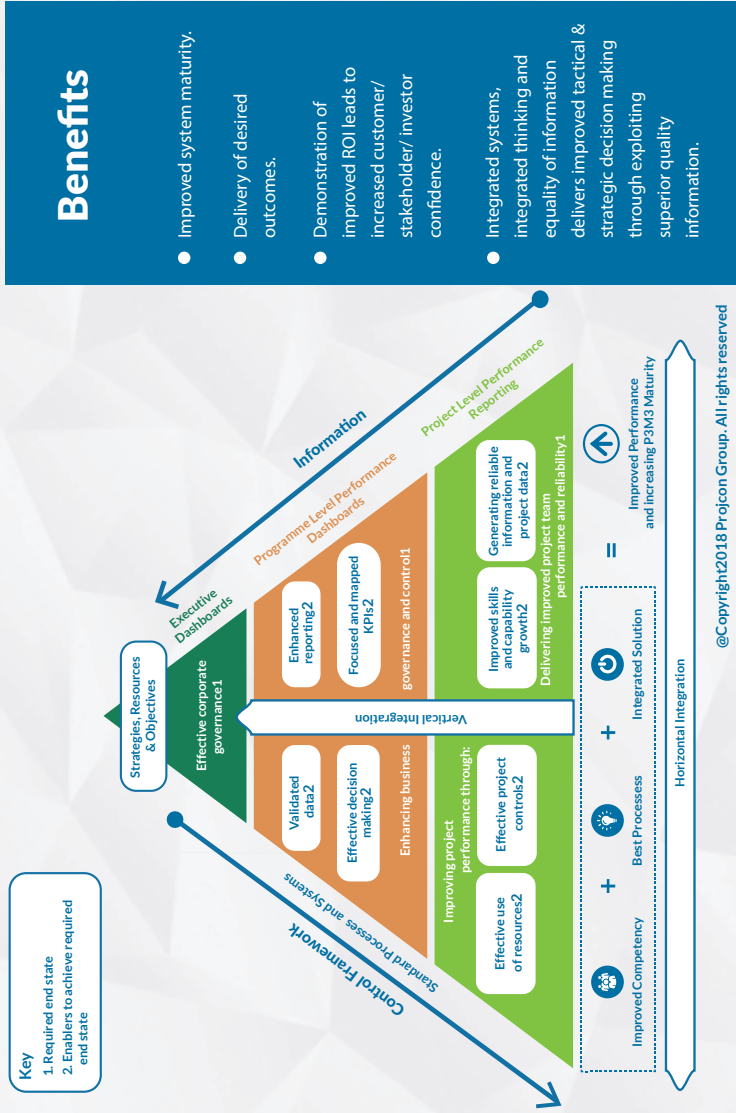 Key
1. Required end state
2. Enablers to achieve required
end state
Strategies, Resources
& Objectives
Effective corporate
governance1
Executive
Dashboards
Information
Control Framework
Standard Processes and Systems
Programme Level Performance
Dashboards
Validated
data2
Enhanced
reporting2
Effective decision
making2
Focused and mapped
KPIs2
Enhancing business
governance and control1
Vertical Integration
Project Level Performance
Reporting
Improving project
performance through:
Effective use
of resources2
Effective project
controls2
Improved skills
and capability
growth2
Generating reliable
information and
project data2
Delivering improved project team
performance and reliability1
Improved Competency
+
Best Processess
+
Integrated Solution
=
Improved Performance
and increasing P3M3 Maturity
Horizontal Integration
@Copyright2018 Projcon Group. All rights reserved
Benefits
● Improved system maturity.
● Delivery of desired
outcomes.
● Demonstration of
improved ROI leads to
increased customer/
stakeholder/ investor
confidence.
● Integrated systems,
integrated thinking and
equality of information
delivers improved tactical &
strategic decision making
through exploiting
superior quality
information.